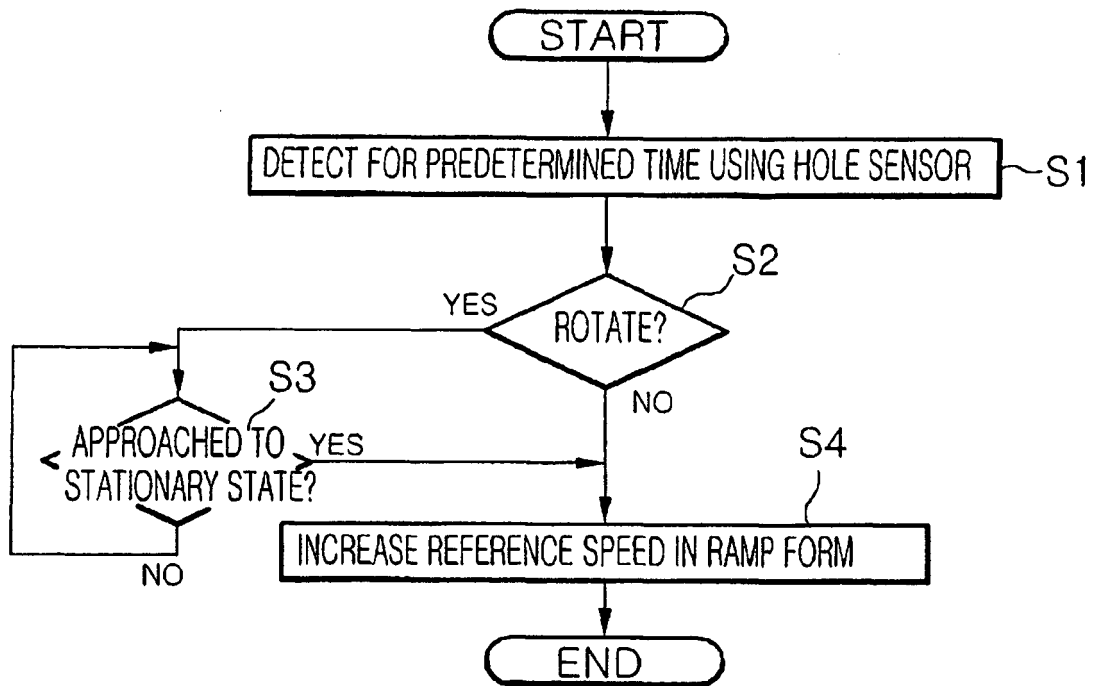 START
DETECT FOR PREDETERMINED TIME USING HOLE SENSOR
S1
S2
YES
ROTATE?
NO
S3
APPROACHED TO
STATIONARY STATE?
YES
NO
S4
INCREASE REFERENCE SPEED IN RAMP FORM
END